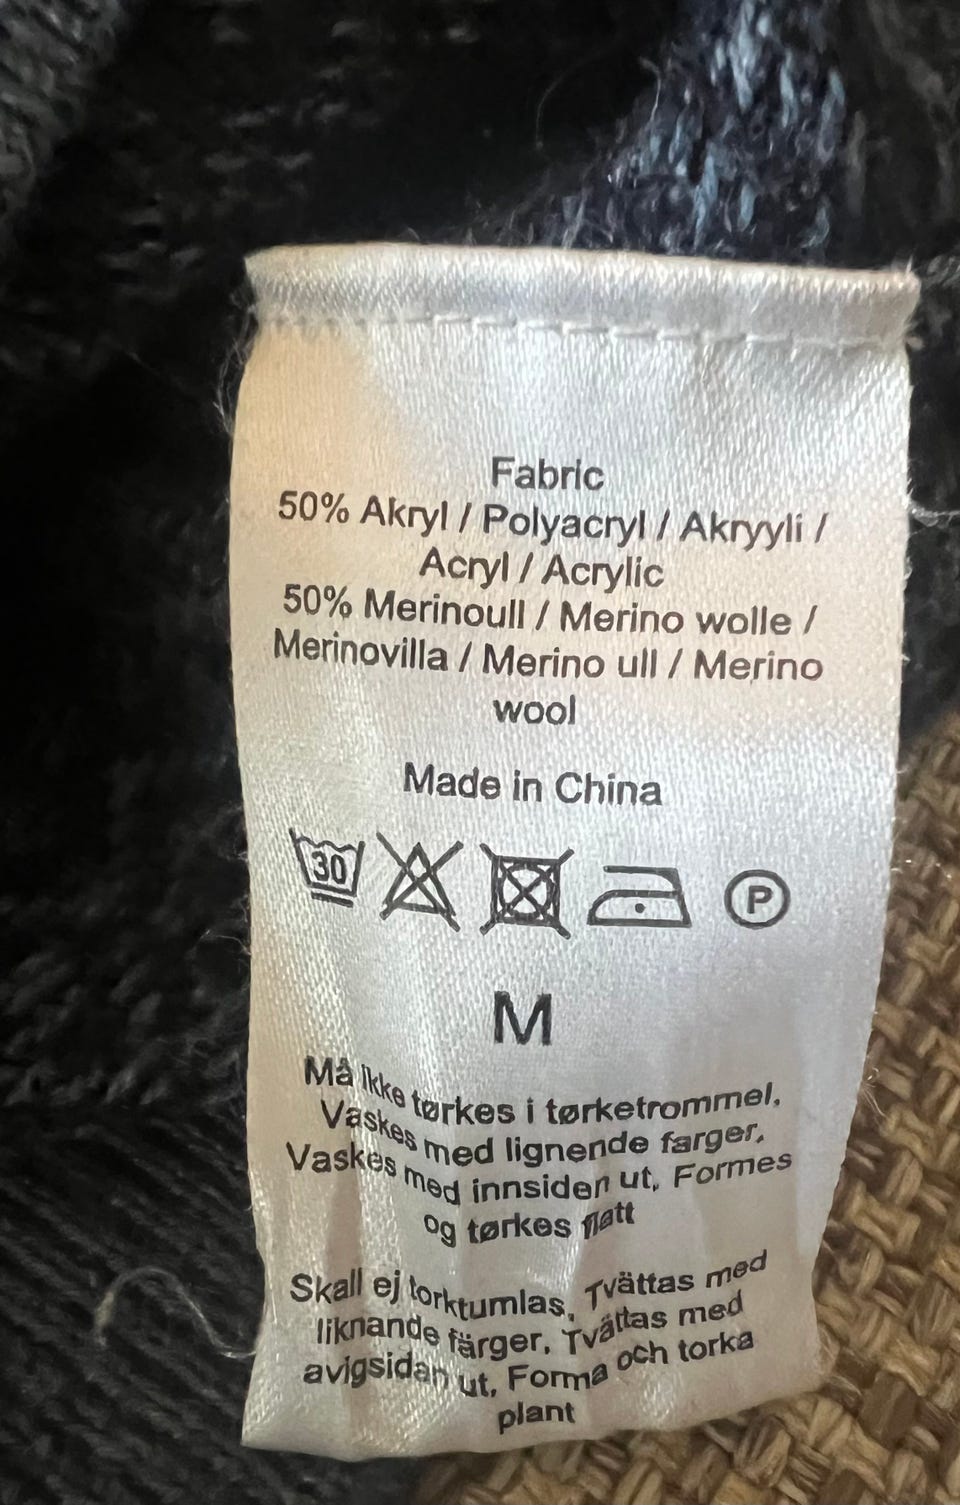 Fabric
50% Akryl / Polyacryl / Akryyli /
Acryl / Acrylic
50% Merinoull / Merino wolle /
Merinovilla / Merino ull / Merino
wool
Made in China
30 P
M
Må ikke tørkes i tørketrommel,
Vaskes med lignende farger,
Vaskes med innsiden ut, Formes
og tørkes flatt
Skall ej torktumlas, Tvättas med
liknande färger, Tvättas med
avigsidan ut, Forma och torka
plant